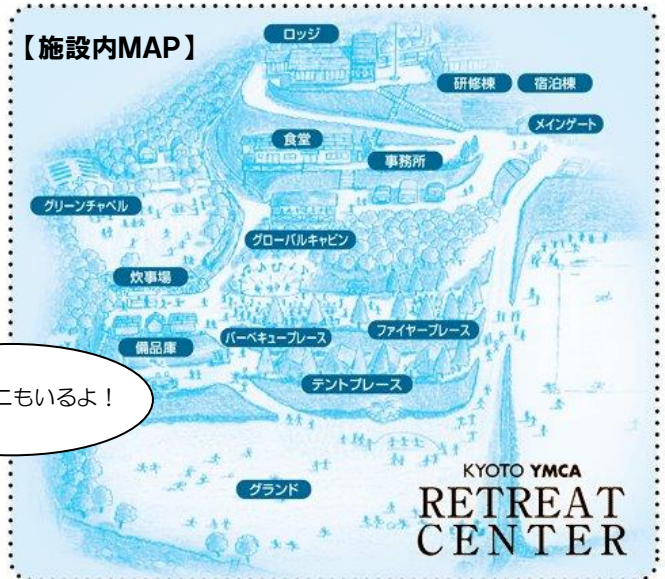 【施設内MAP】
ロッジ
研修棟
宿泊棟
メインゲート
食堂
事務所
グリーンチャペル
グローバルキャビン
炊事場
バーベキュープレース
ファイヤープレース
備品庫
テントプレース
ニもいるよ！
グランド
KYOTO YMCA
RETREAT
CENTER